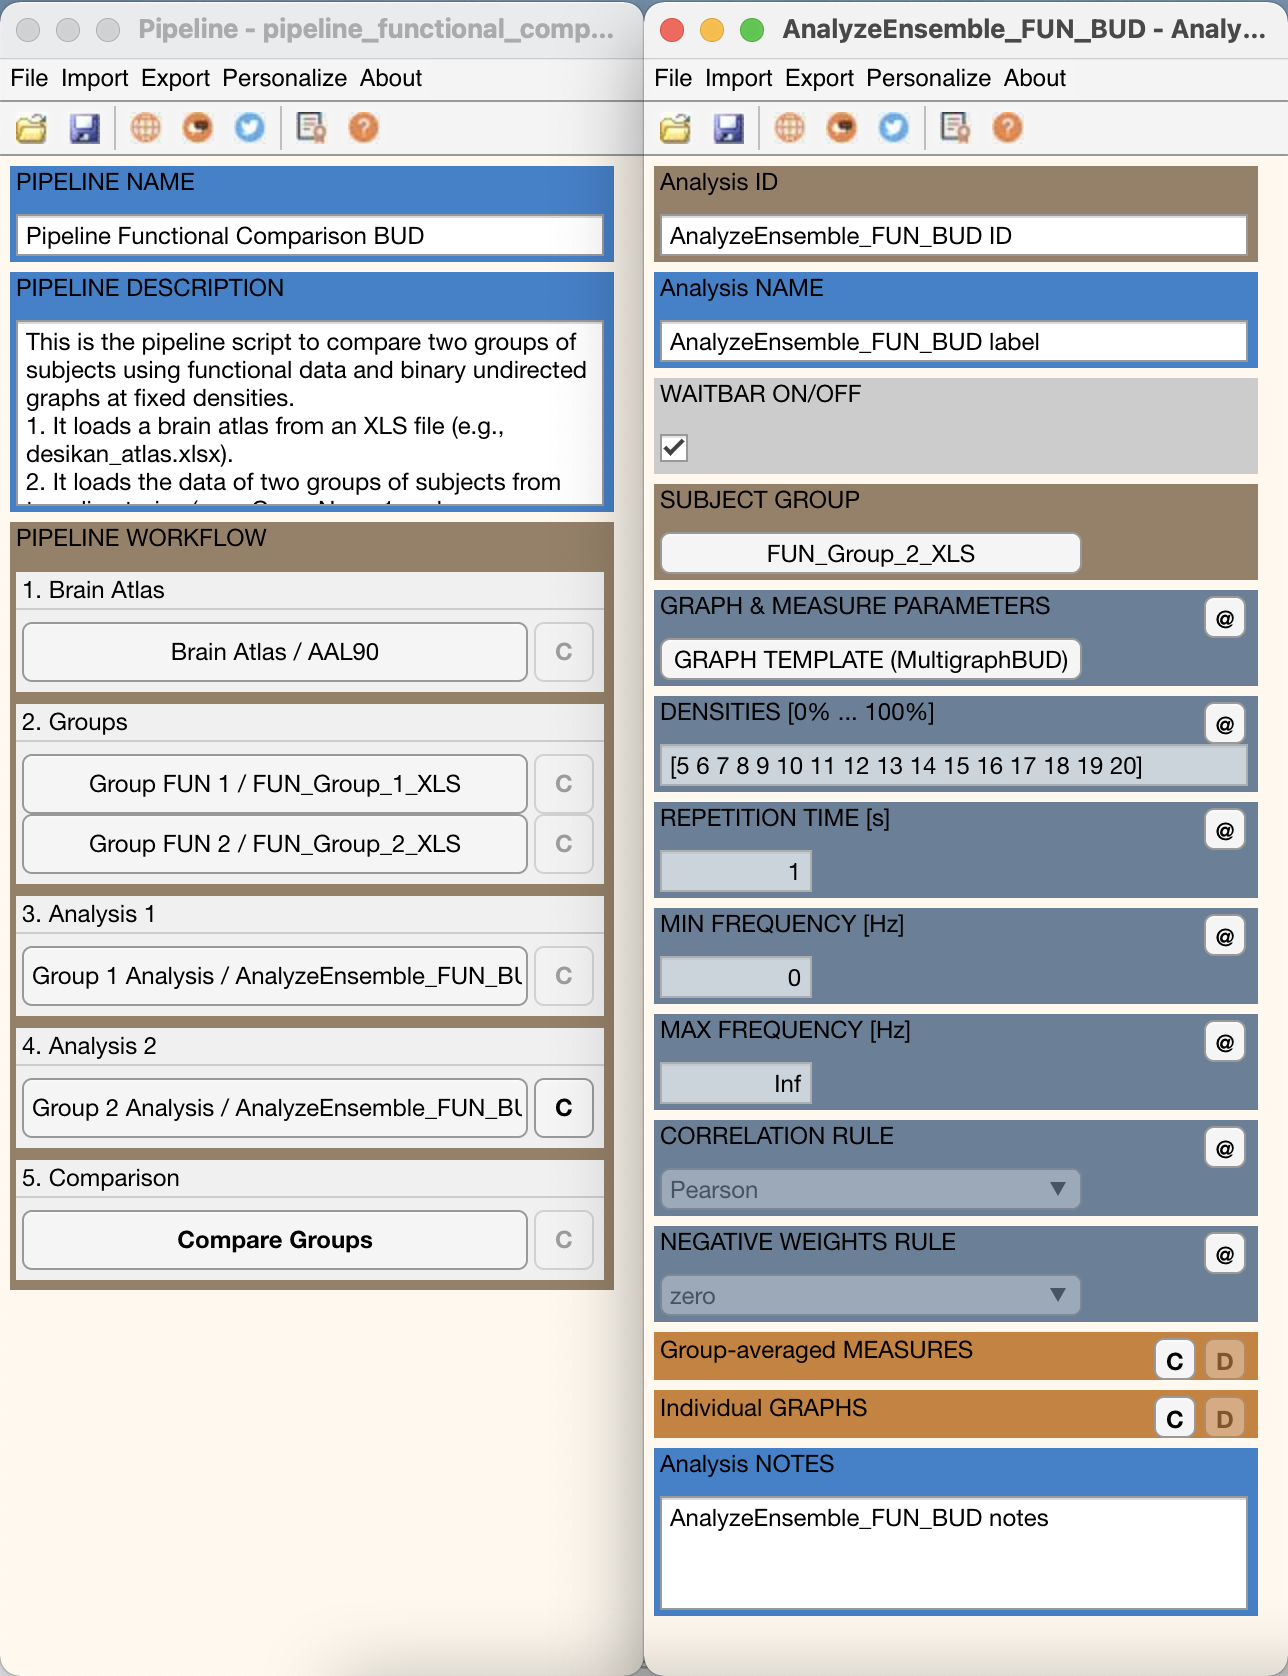 Pipeline - pipeline_functional_comp...
File Import Export Personalize About
PIPELINE NAME
Pipeline Functional Comparison BUD
PIPELINE DESCRIPTION
This is the pipeline script to compare two groups of
subjects using functional data and binary undirected
graphs at fixed densities.
1. It loads a brain atlas from an XLS file (e.g.,
desikan_atlas.xlsx).
2. It loads the data of two groups of subjects from
PIPELINE WORKFLOW
1. Brain Atlas
Brain Atlas / AAL90 C
2. Groups
Group FUN 1 / FUN_Group_1_XLS C
Group FUN 2 / FUN_Group_2_XLS C
3. Analysis 1
Group 1 Analysis / AnalyzeEnsemble_FUN_BU C
4. Analysis 2
Group 2 Analysis / AnalyzeEnsemble_FUN_BU C
5. Comparison
Compare Groups C
AnalyzeEnsemble_FUN_BUD - Analy...
File Import Export Personalize About
Analysis ID
AnalyzeEnsemble_FUN_BUD ID
Analysis NAME
AnalyzeEnsemble_FUN_BUD label
WAITBAR ON/OFF
SUBJECT GROUP
FUN_Group_2_XLS
GRAPH & MEASURE PARAMETERS @
GRAPH TEMPLATE (MultigraphBUD)
DENSITIES [0% ... 100%] @
[5 6 7 8 9 10 11 12 13 14 15 16 17 18 19 20]
REPETITION TIME [s] @
1
MIN FREQUENCY [Hz] @
0
MAX FREQUENCY [Hz] @
Inf
CORRELATION RULE @
Pearson
NEGATIVE WEIGHTS RULE @
zero
Group-averaged MEASURES C D
Individual GRAPHS C D
Analysis NOTES
AnalyzeEnsemble_FUN_BUD notes